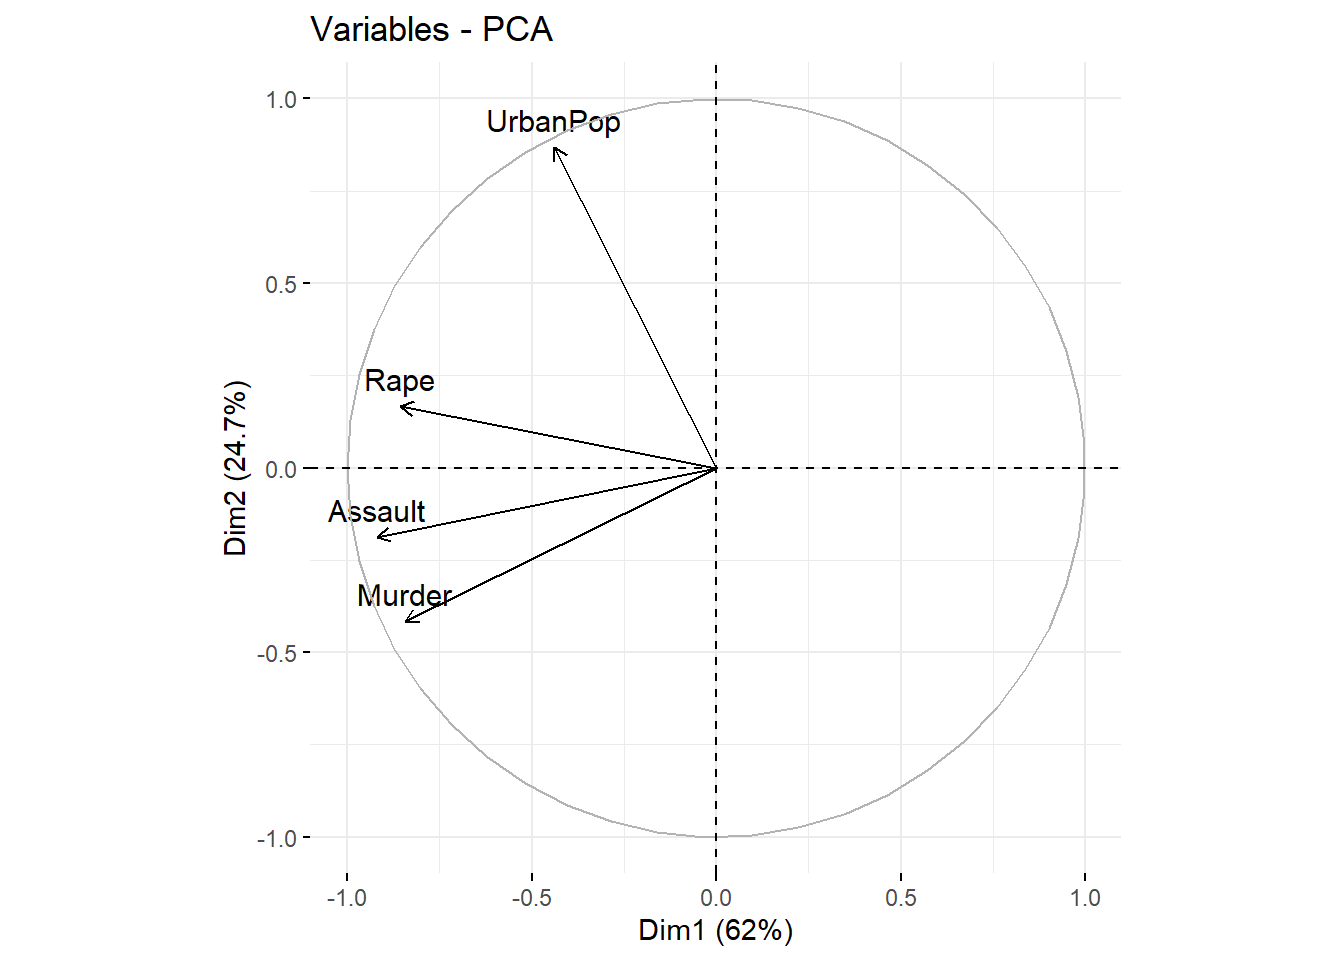 Variables - PCA
1.0
UrbanPop
0.5
Rape
0.0
Assault
Murder
-0.5
-1.0
Dim2 (24.7%)
-1.0 -0.5 0.0 0.5 1.0
Dim1 (62%)